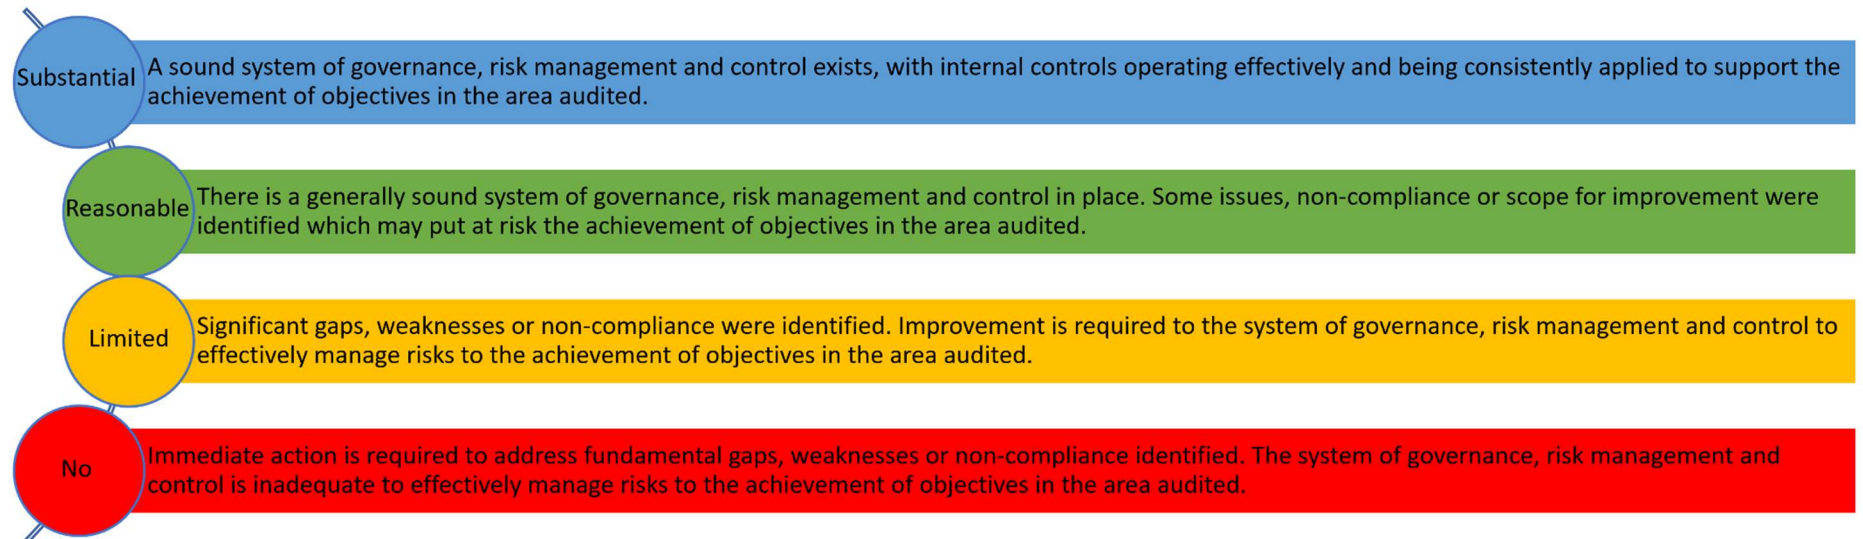 Substantial
A sound system of governance, risk management and control exists, with internal controls operating effectively and being consistently applied to support the
achievement of objectives in the area audited.
Reasonable
There is a generally sound system of governance, risk management and control in place. Some issues, non-compliance or scope for improvement were
identified which may put at risk the achievement of objectives in the area audited.
Limited
Significant gaps, weaknesses or non-compliance were identified. Improvement is required to the system of governance, risk management and control to
effectively manage risks to the achievement of objectives in the area audited.
No
Immediate action is required to address fundamental gaps, weaknesses or non-compliance identified. The system of governance, risk management and
control is inadequate to effectively manage risks to the achievement of objectives in the area audited.